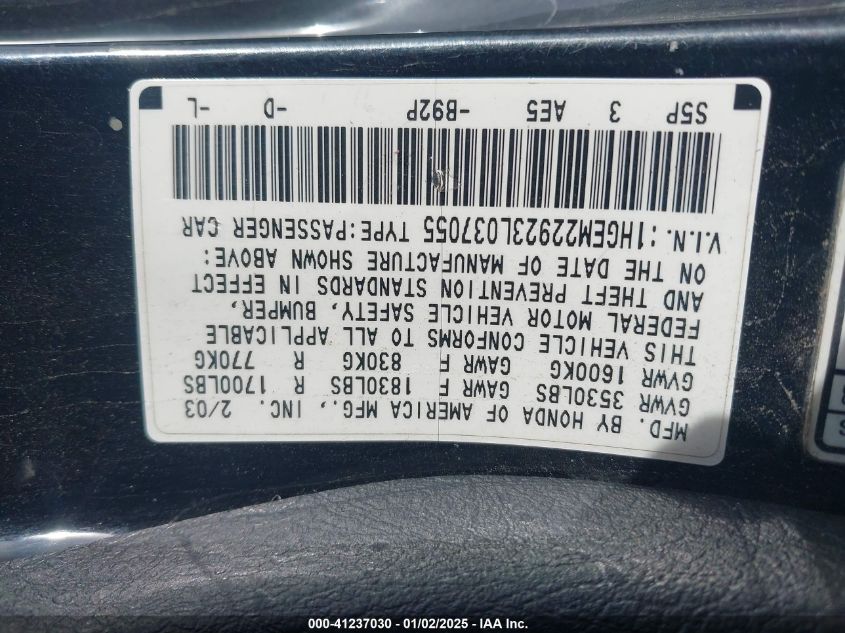 MFD. BY HONDA OF AMERICA MFG., INC. 2/03
GVWR 3530LBS GAWR F 1830LBS R 1700LBS
GVWR 1600KG GAWR F 830KG R 770KG
THIS VEHICLE CONFORMS TO ALL APPLICABLE
FEDERAL MOTOR VEHICLE SAFETY, BUMPER,
AND THEFT PREVENTION STANDARDS IN EFFECT
ON THE DATE OF MANUFACTURE SHOWN ABOVE:
V.I.N.:1HGEM22923L037055 TYPE:PASSENGER CAR
S5P 3 AE5 -B92P -D -L
000-41237030 - 01/02/2025 - IAA Inc.